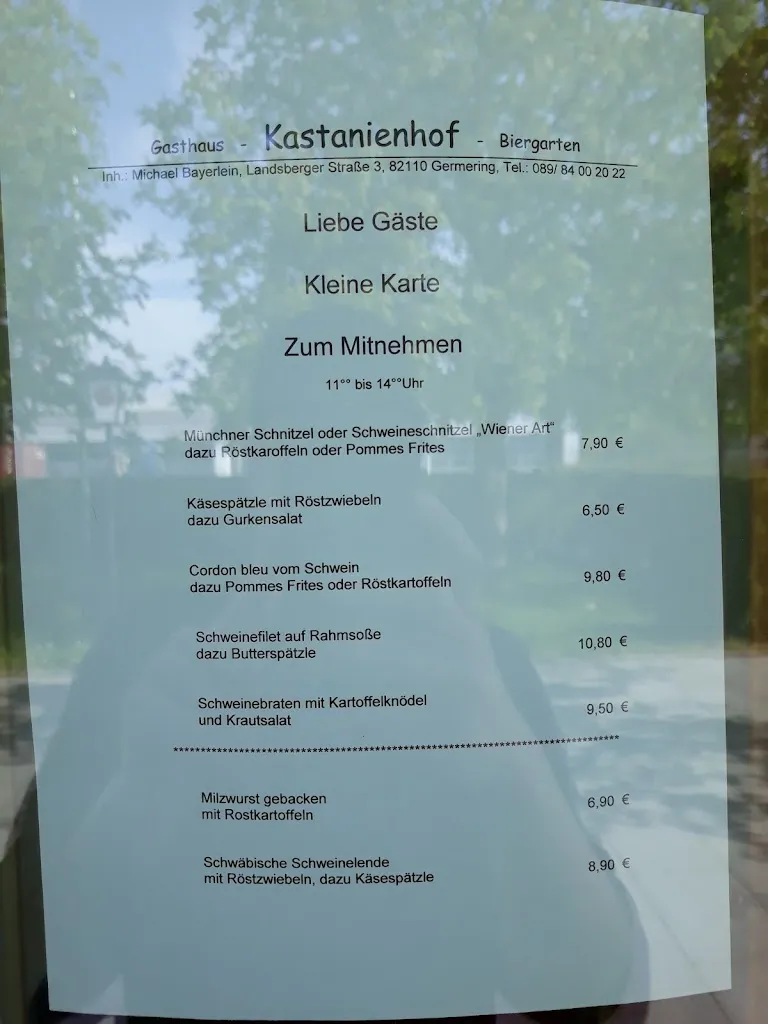 Gasthaus - Kastanienhof - Biergarten
Inh.: Michael Bayerlein, Landsberger Straße 3, 82110 Germering, Tel.: 089/ 84 00 20 22
Liebe Gäste
Kleine Karte
Zum Mitnehmen
11°° bis 14°°Uhr
Münchner Schnitzel oder Schweineschnitzel „Wiener Art“
dazu Röstkaroffeln oder Pommes Frites 7,90 €
Käsespätzle mit Röstzwiebeln
dazu Gurkensalat 6,50 €
Cordon bleu vom Schwein
dazu Pommes Frites oder Röstkartoffeln 9,80 €
Schweinefilet auf Rahmsoße
dazu Butterspätzle 10,80 €
Schweinebraten mit Kartoffelknödel
und Krautsalat 9,50 €
Milzwurst gebacken
mit Rostkartoffeln 6,90 €
Schwäbische Schweinelende
mit Röstzwiebeln, dazu Käsespätzle 8,90 €